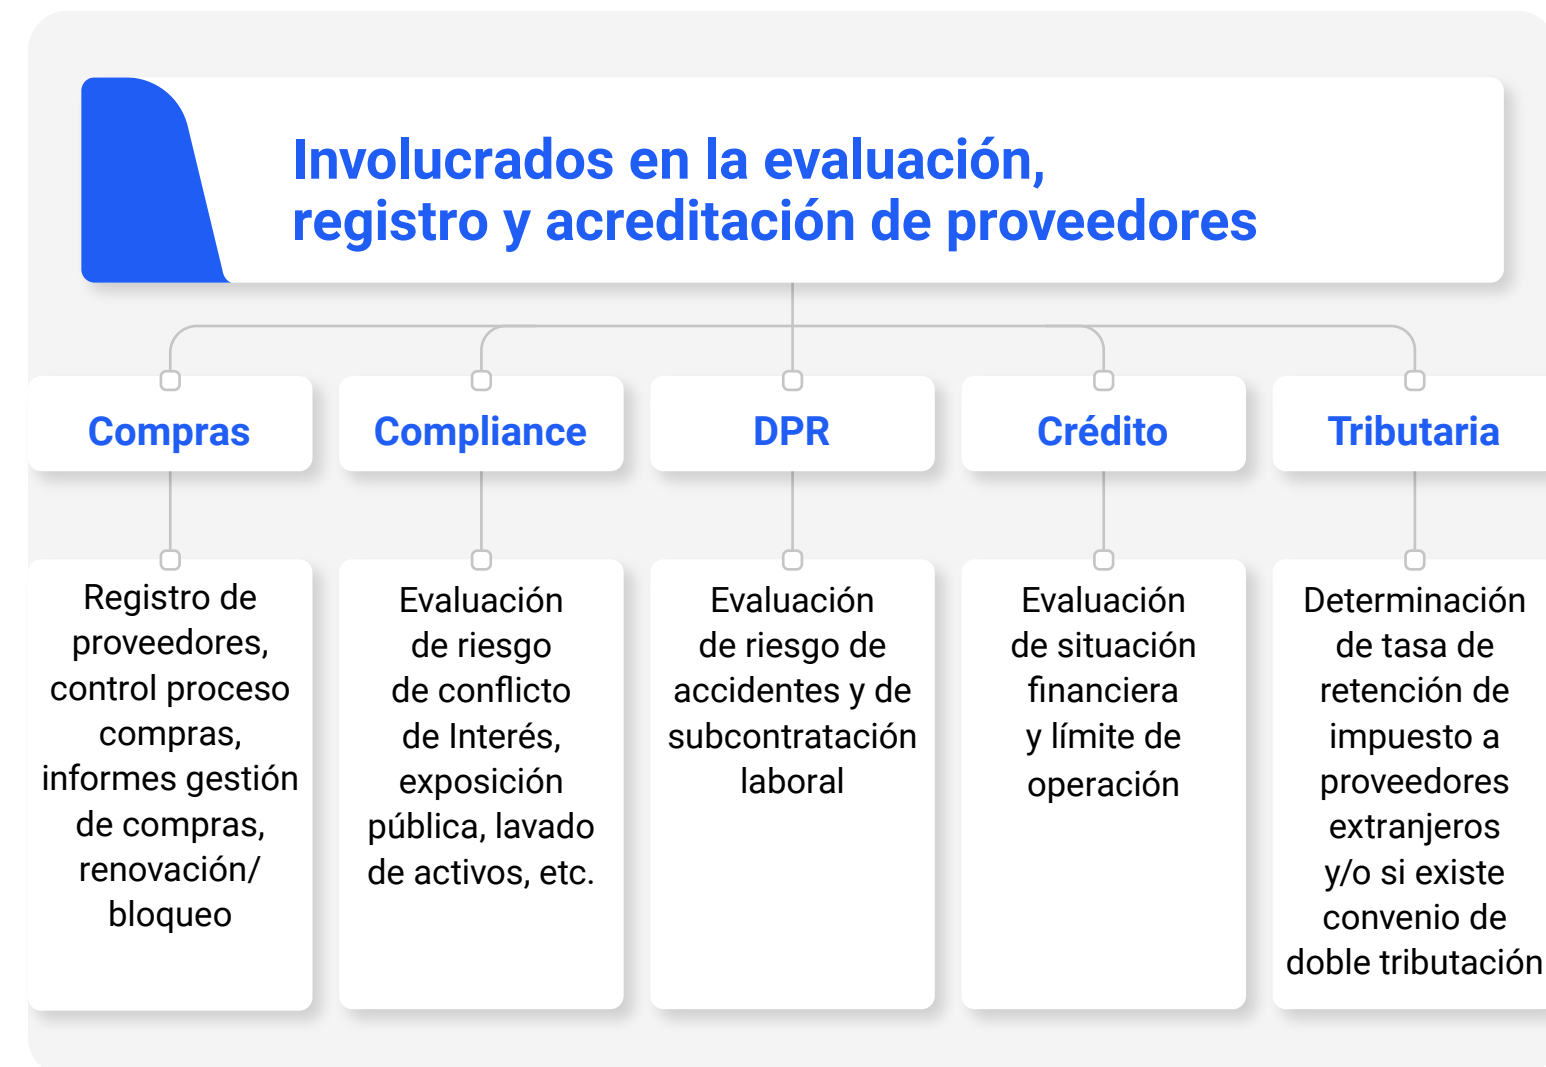 Involucrados en la evaluación,
registro y acreditación de proveedores
Compras
Registro de
proveedores,
control proceso
compras,
informes gestión
de compras,
renovación/
bloqueo
Compliance
Evaluación
de riesgo
de conflicto
de Interés,
exposición
pública, lavado
de activos, etc.
DPR
Evaluación
de riesgo de
accidentes y de
subcontratación
laboral
Crédito
Evaluación
de situación
financiera
y límite de
operación
Tributaria
Determinación
de tasa de
retención de
impuesto a
proveedores
extranjeros
y/o si existe
convenio de
doble tributación